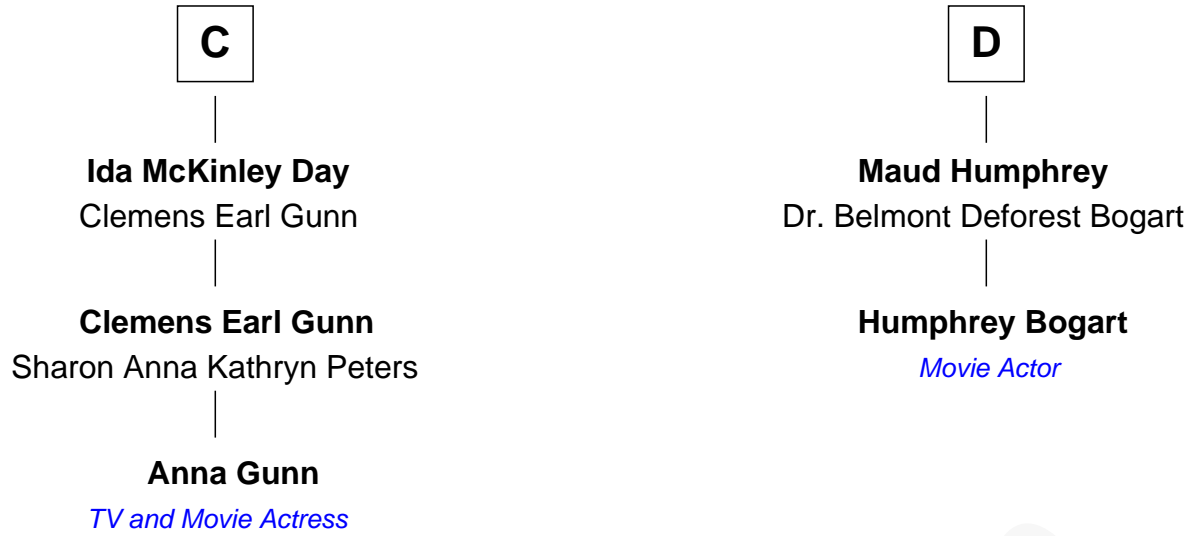 C
Ida McKinley Day
Clemens Earl Gunn
Clemens Earl Gunn
Sharon Anna Kathryn Peters
Anna Gunn
TV and Movie Actress
D
Maud Humphrey
Dr. Belmont Deforest Bogart
Humphrey Bogart
Movie Actor